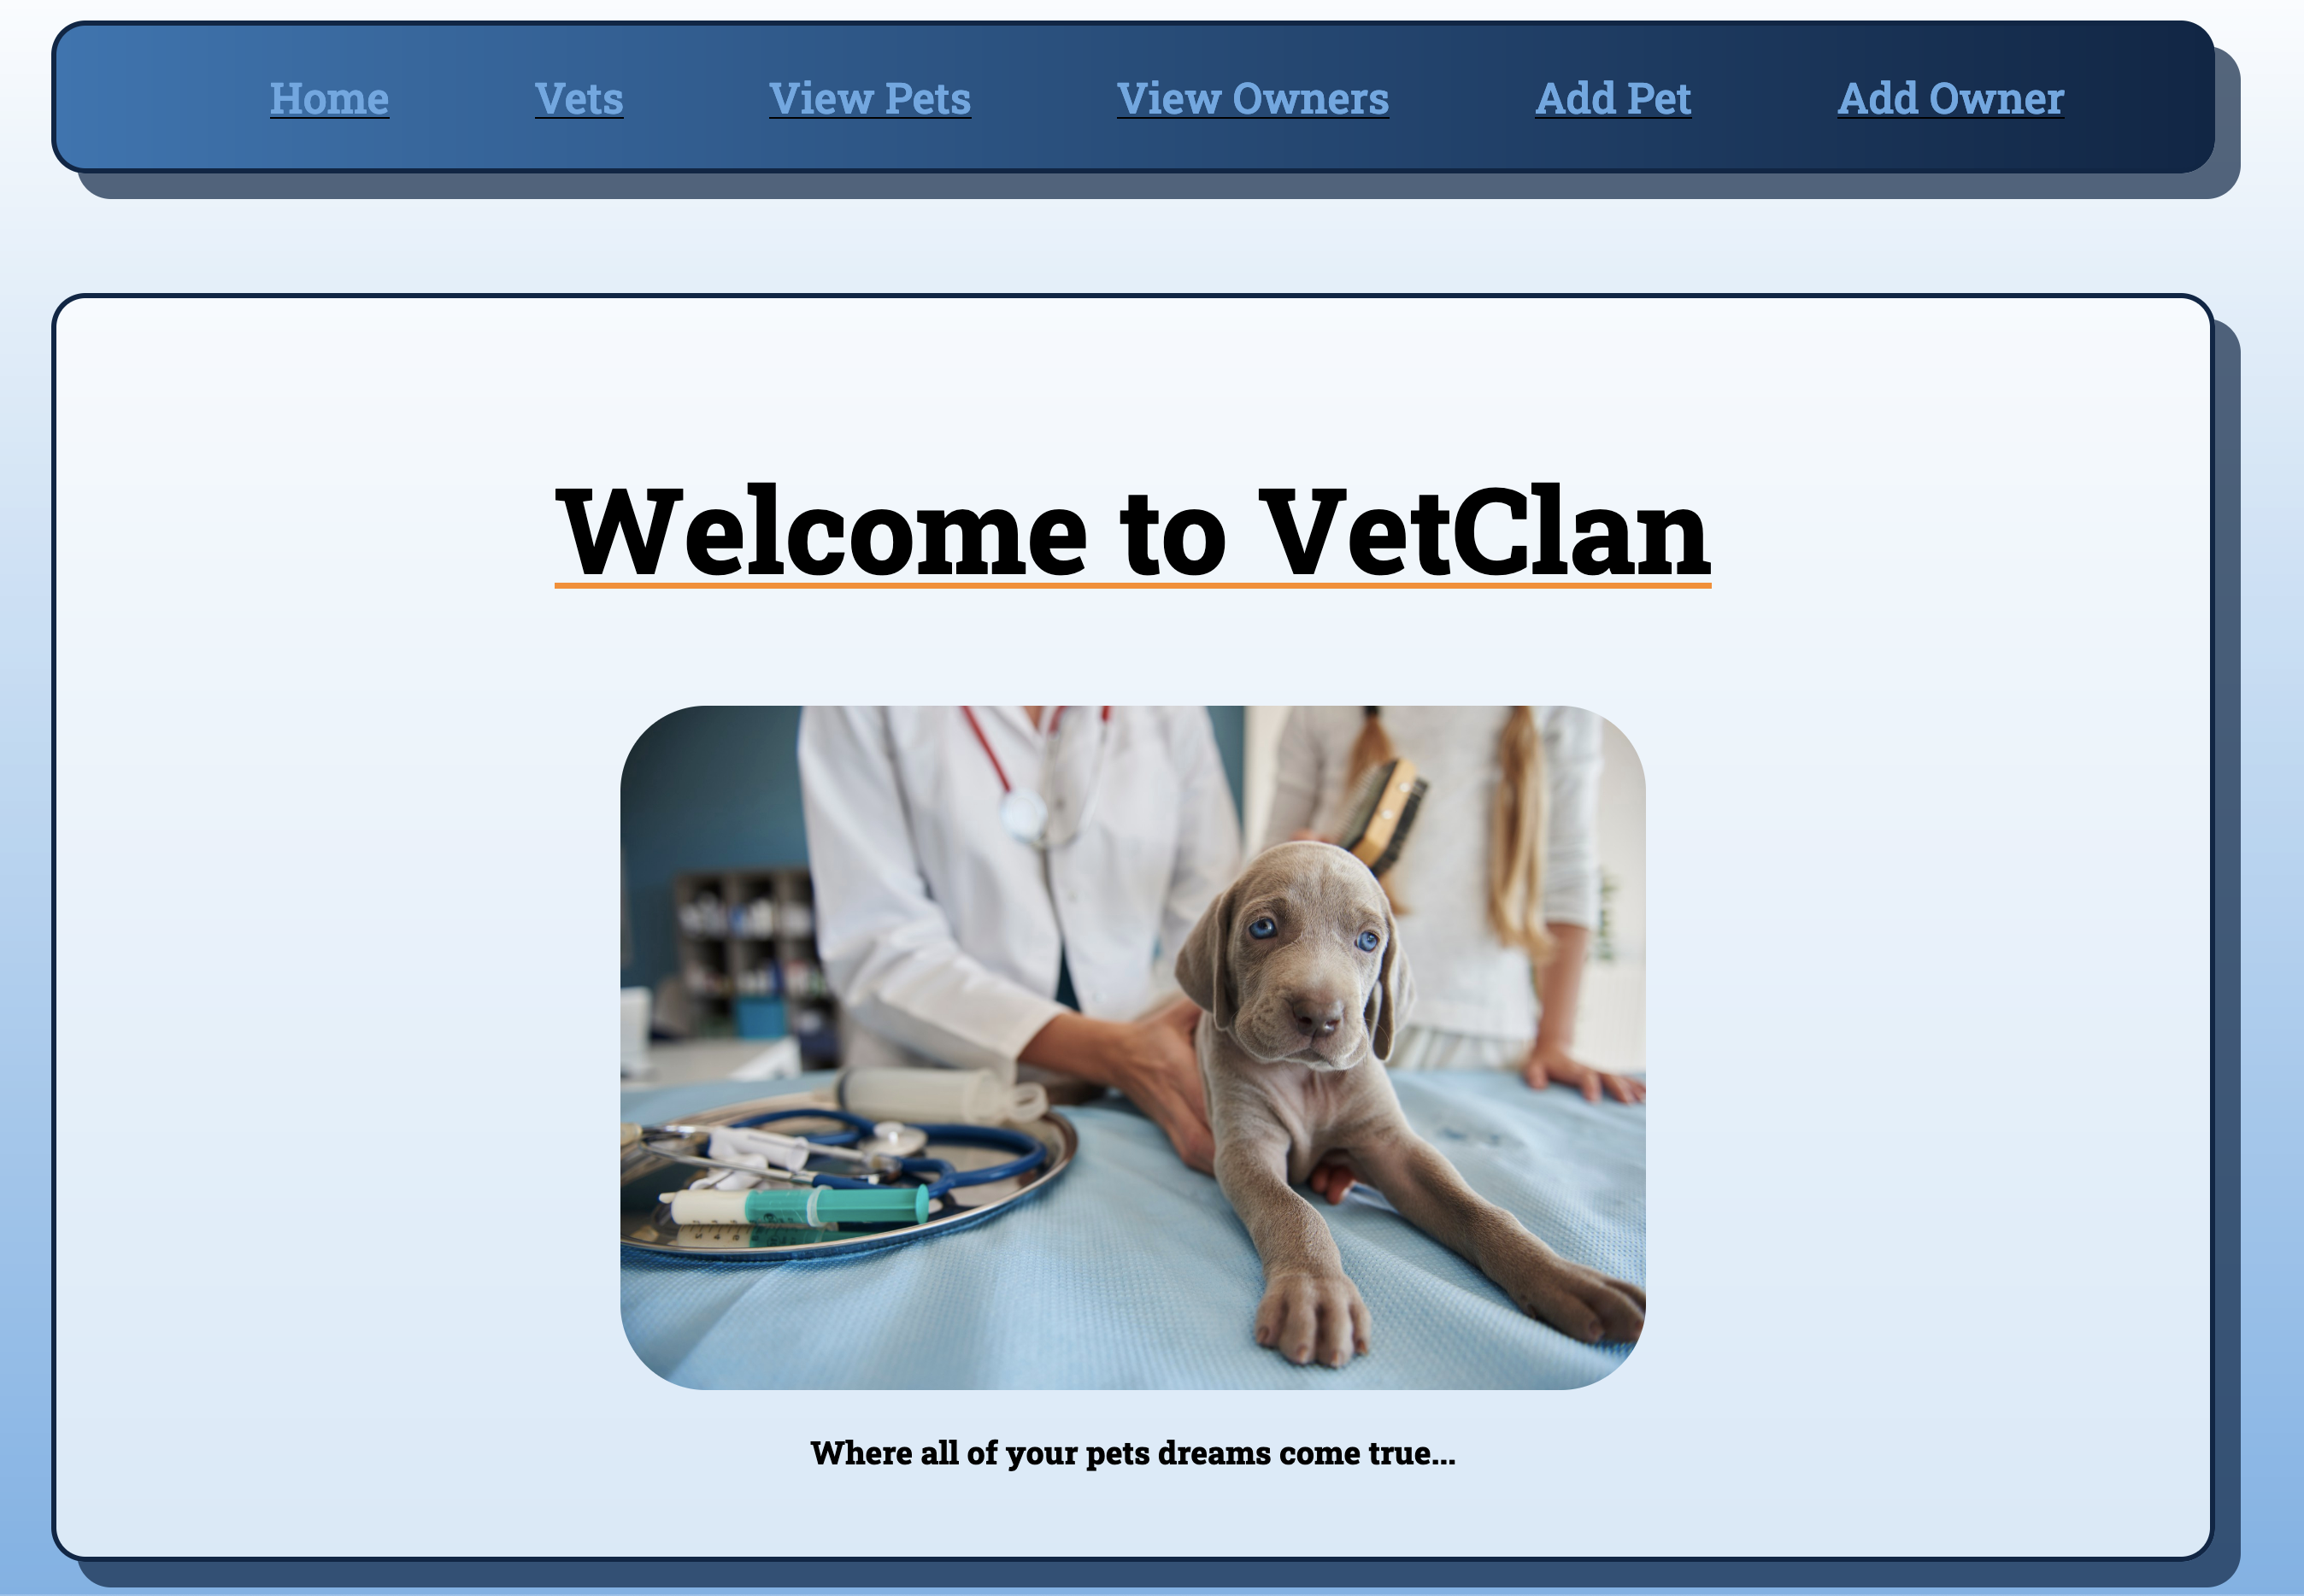 Home Vets View Pets View Owners Add Pet Add Owner
Welcome to VetClan
Where all of your pets dreams come true...